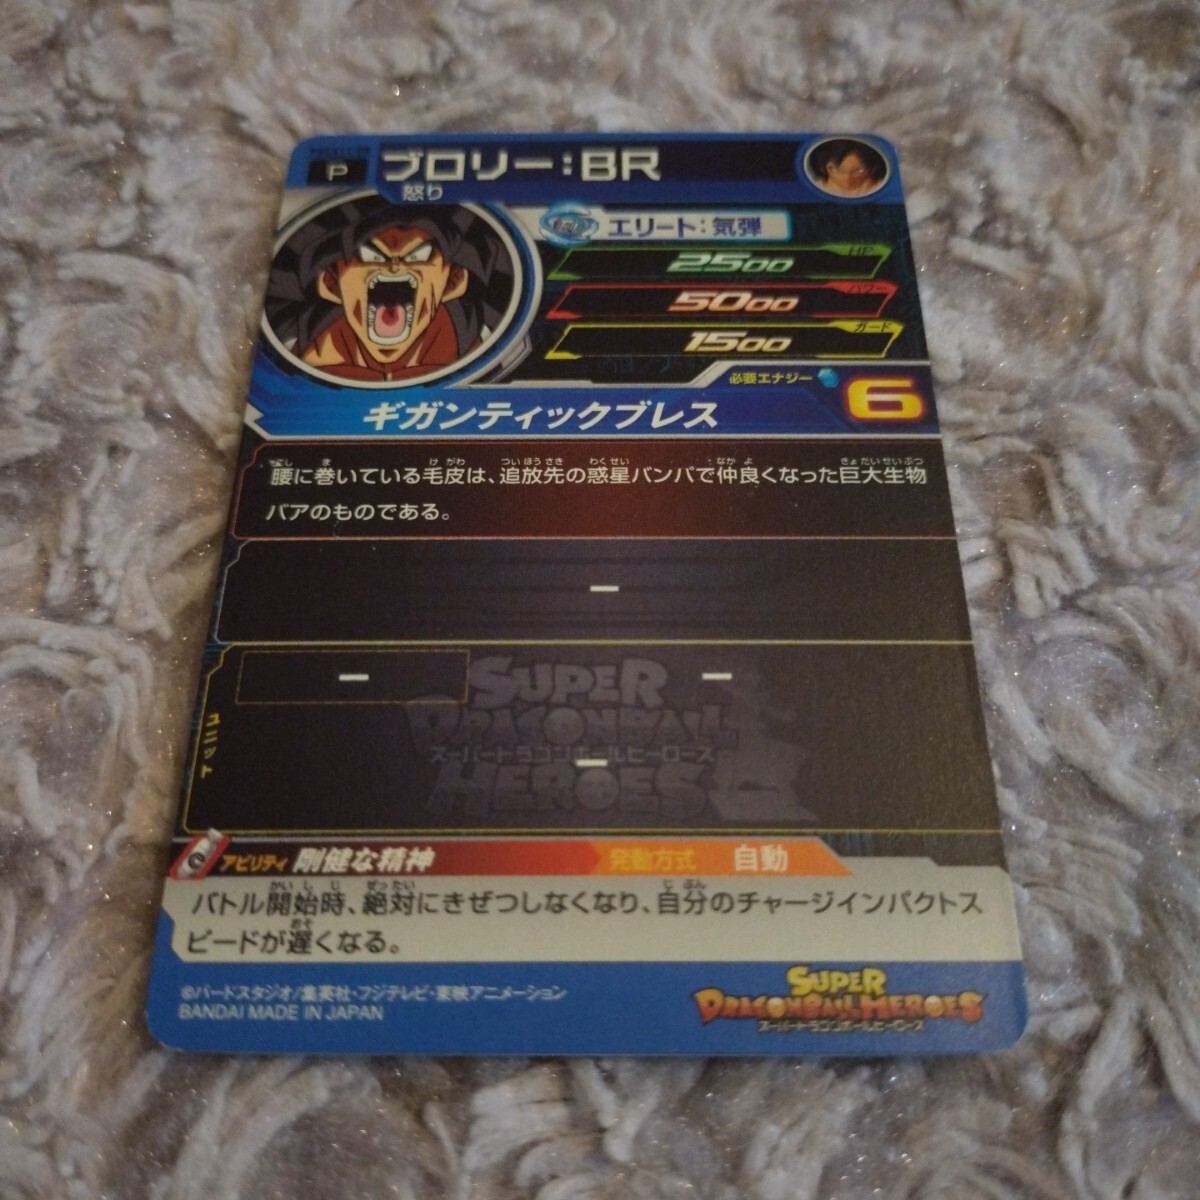 P
ブロリー:BR
怒り
エリート:気弾
HP
2500
パワー
5000
ガード
1500
必要エナジー
6
ギガンティックブレス
腰に巻いている毛皮は、追放先の惑星バンパで仲良くなった巨大生物
バアのものである。
−
−
−
−
ユニット
SUPER
DRAGONBALL
スーパードラゴンボールヒーローズ
HEROES
アビリティ 剛健な精神 発動方式 自動
バトル開始時、絶対にきぜつしなくなり、自分のチャージインパクトス
ピードが遅くなる。
©バードスタジオ/集英社・フジテレビ・東映アニメーション
BANDAI MADE IN JAPAN
SUPER
DRAGONBALL HEROES
スーパードラゴンボールヒーローズ